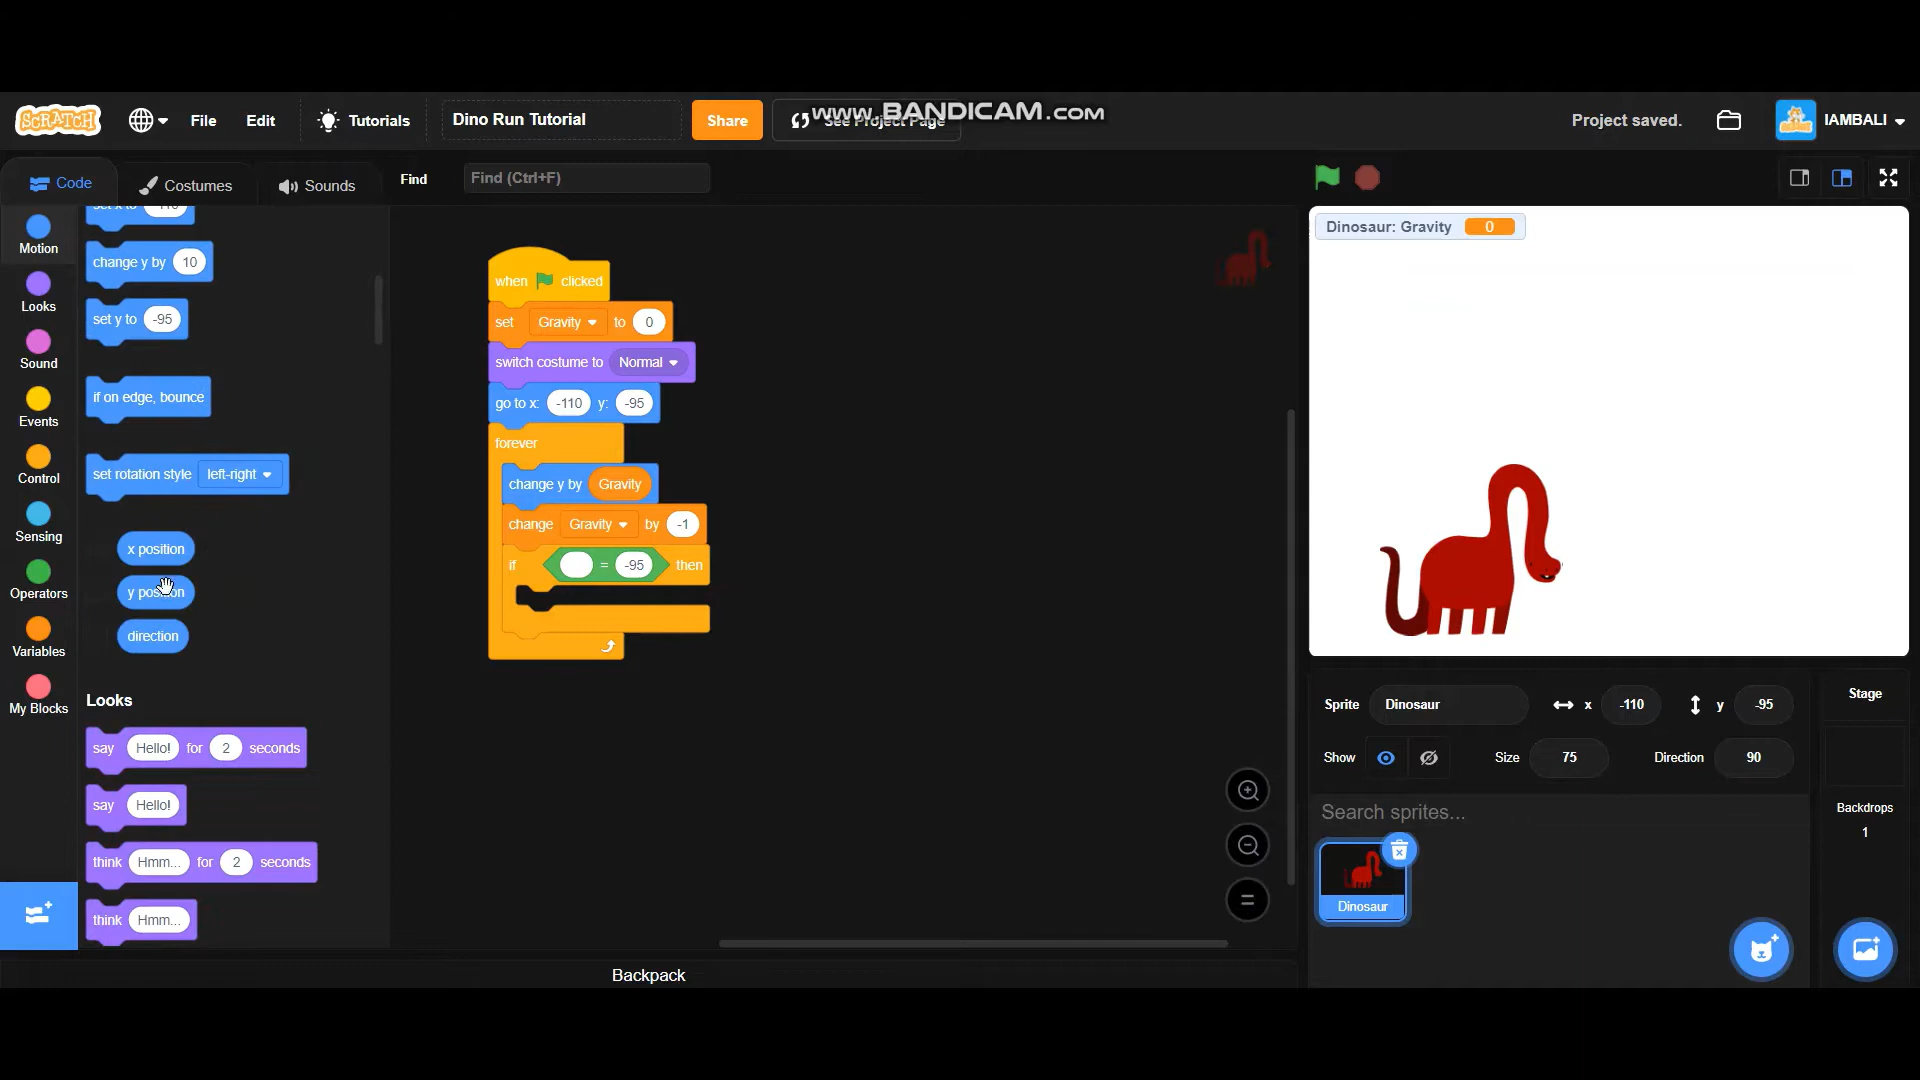 SCRATCH File Edit Tutorials Dino Run Tutorial Share See Project Page www.BANDICAM.COM Project saved. IAMBALI
Code Costumes Sounds Find Find (Ctrl+F)
Motion
Looks
Sound
Events
Control
Sensing
Operators
Variables
My Blocks
change y by 10
set y to -95
if on edge, bounce
set rotation style left-right
x position
y position
direction
Looks
say Hello! for 2 seconds
say Hello!
think Hmm... for 2 seconds
think Hmm...
when clicked
set Gravity to 0
switch costume to Normal
go to x: -110 y: -95
forever
change y by Gravity
change Gravity by -1
if = -95 then
Backpack
Dinosaur: Gravity 0
Sprite Dinosaur x -110 y -95
Show Size 75 Direction 90
Search sprites...
Dinosaur
Stage
Backdrops
1